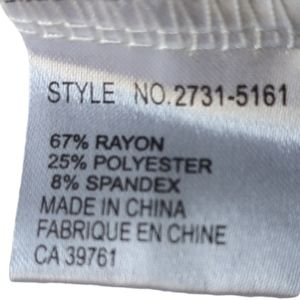 STYLE NO.2731-5161
67% RAYON
25% POLYESTER
8% SPANDEX
MADE IN CHINA
FABRIQUE EN CHINE
CA 39761